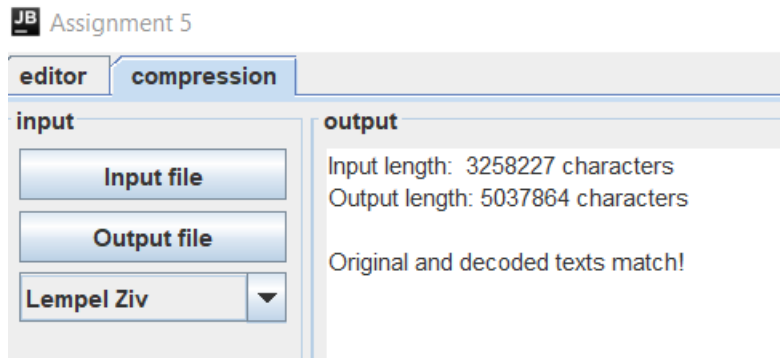 JB Assignment 5
editor compression
input
Input file
Output file
Lempel Ziv
output
Input length: 3258227 characters
Output length: 5037864 characters
Original and decoded texts match!